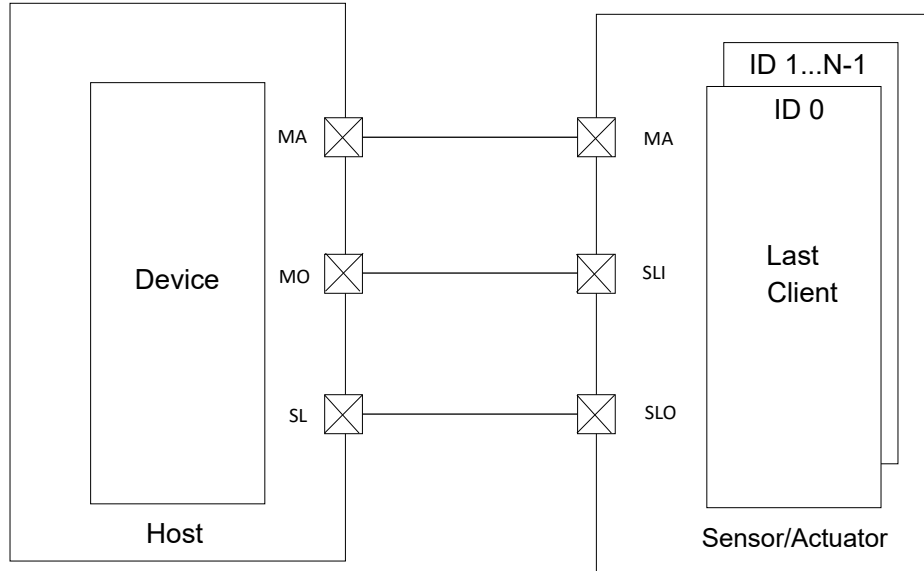 ID 1...N-1
ID 0
MA
MA
Device
MO
SLI
Last
Client
SL
SLO
Host
Sensor/Actuator